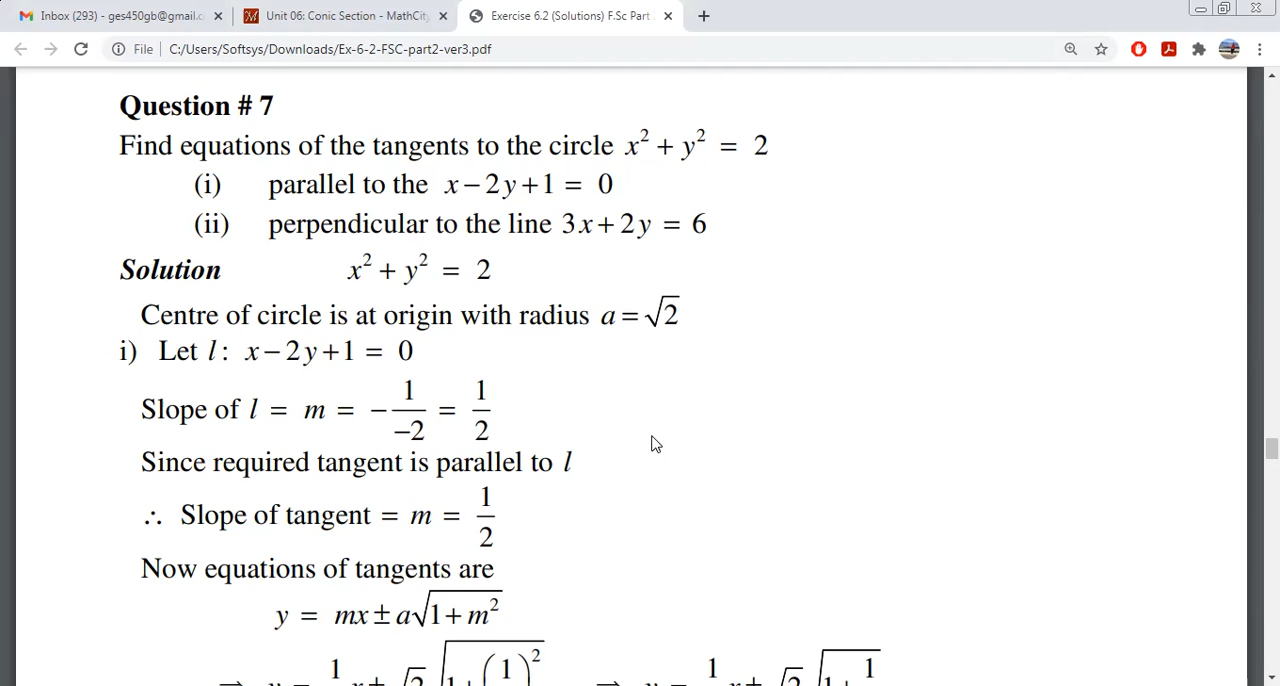 Inbox (293) - ges450gb@gmail.c
Unit 06: Conic Section - MathCity
Exercise 6.2 (Solutions) F.Sc Part
File | C:/Users/Softsys/Downloads/Ex-6-2-FSC-part2-ver3.pdf
Question # 7
Find equations of the tangents to the circle x² + y² = 2
(i) parallel to the x − 2y + 1 = 0
(ii) perpendicular to the line 3x + 2y = 6
Solution x² + y² = 2
Centre of circle is at origin with radius a = √2
i) Let l : x − 2y + 1 = 0
Slope of l = m = −1/−2 = 1/2
Since required tangent is parallel to l
∴ Slope of tangent = m = 1/2
Now equations of tangents are
y = mx ± a√(1 + m²)